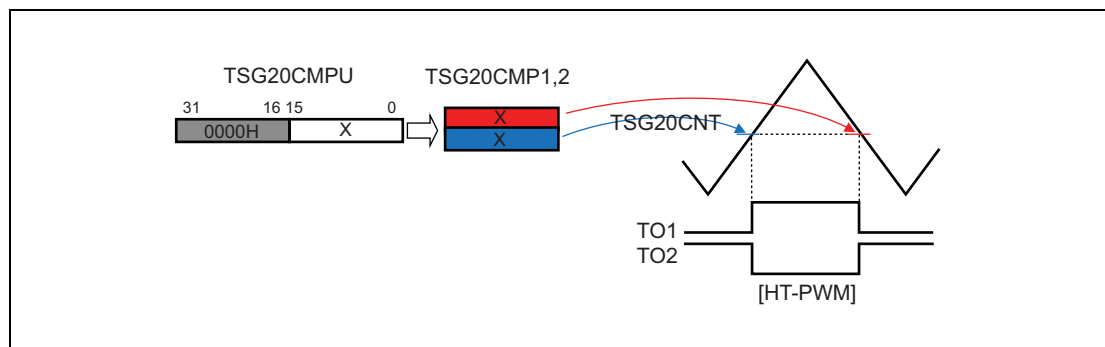 TSG20CMPU TSG20CMP1,2
31 16 15 0
0000H X X
X
TSG20CNT
TO1
TO2
[HT-PWM]